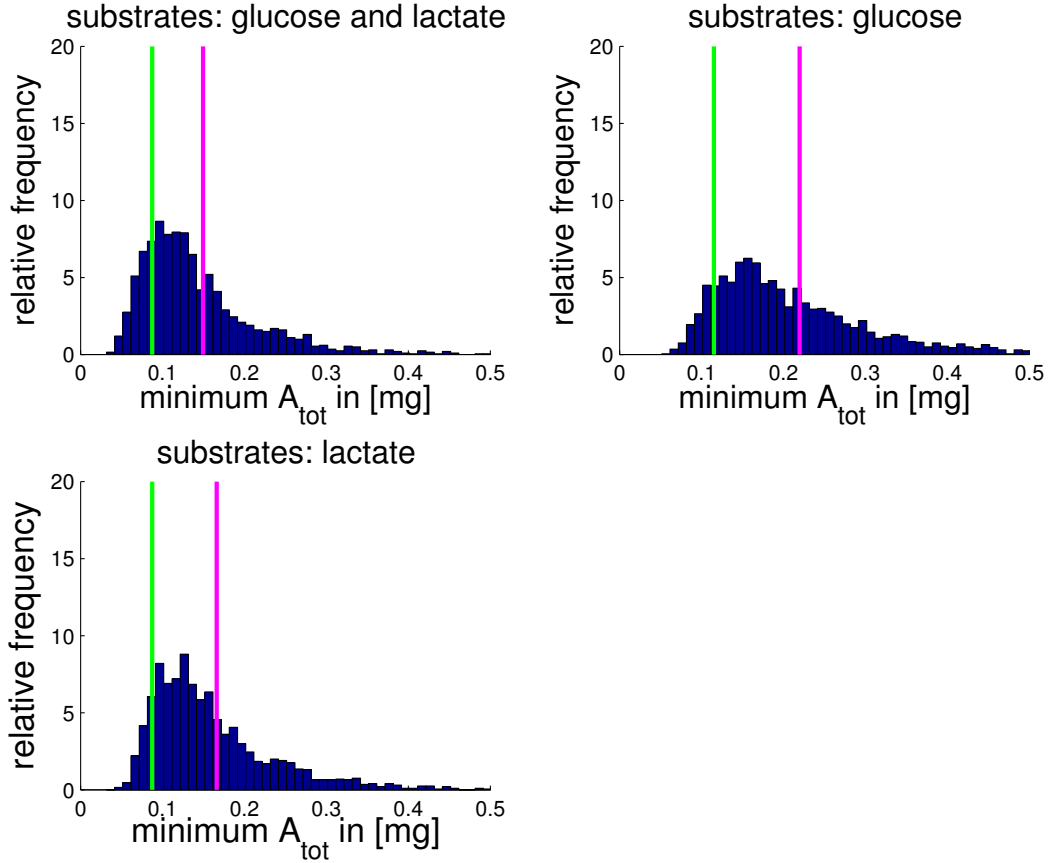 substrates: glucose and lactate
relative frequency
20
15
10
5
0
0 0.1 0.2 0.3 0.4 0.5
minimum A_tot in [mg]
substrates: glucose
relative frequency
20
15
10
5
0
0 0.1 0.2 0.3 0.4 0.5
minimum A_tot in [mg]
substrates: lactate
relative frequency
20
15
10
5
0
0 0.1 0.2 0.3 0.4 0.5
minimum A_tot in [mg]